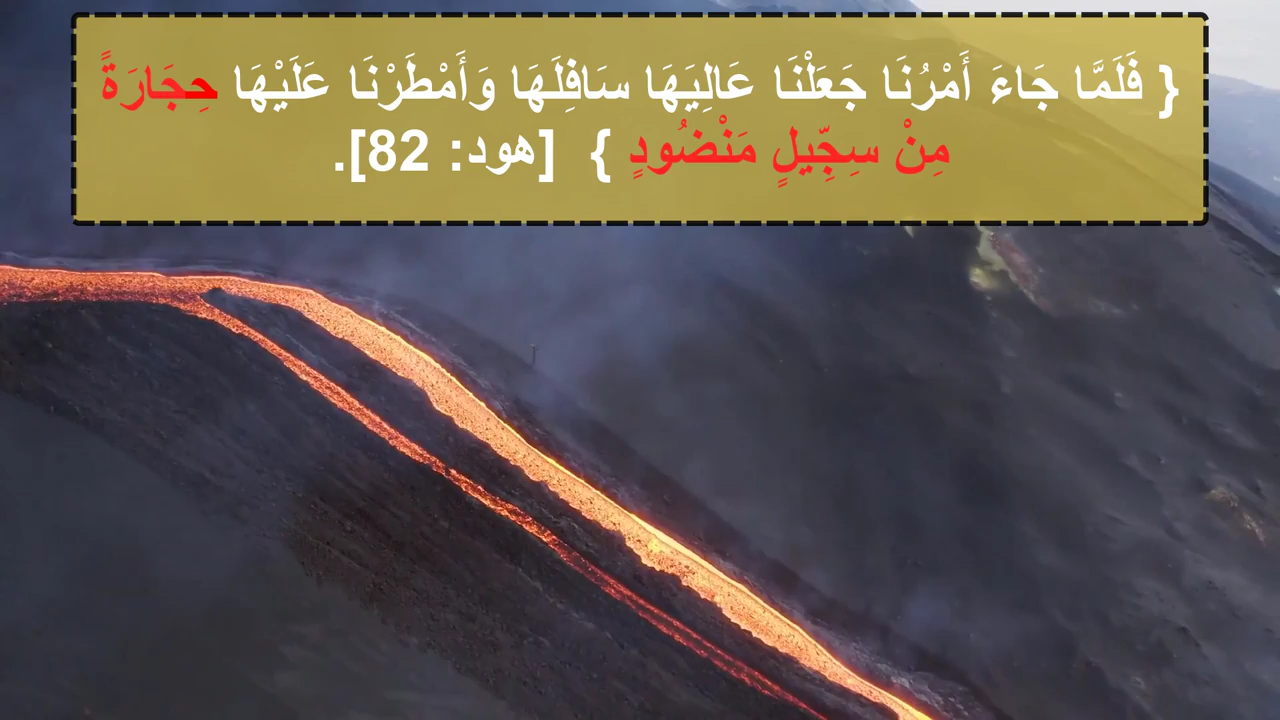 { فَلَمَّا جَاءَ أَمْرُنَا جَعَلْنَا عَالِيَهَا سَافِلَهَا وَأَمْطَرْنَا عَلَيْهَا حِجَارَةً
مِنْ سِجِّيلٍ مَنْضُودٍ } [هود: 82].